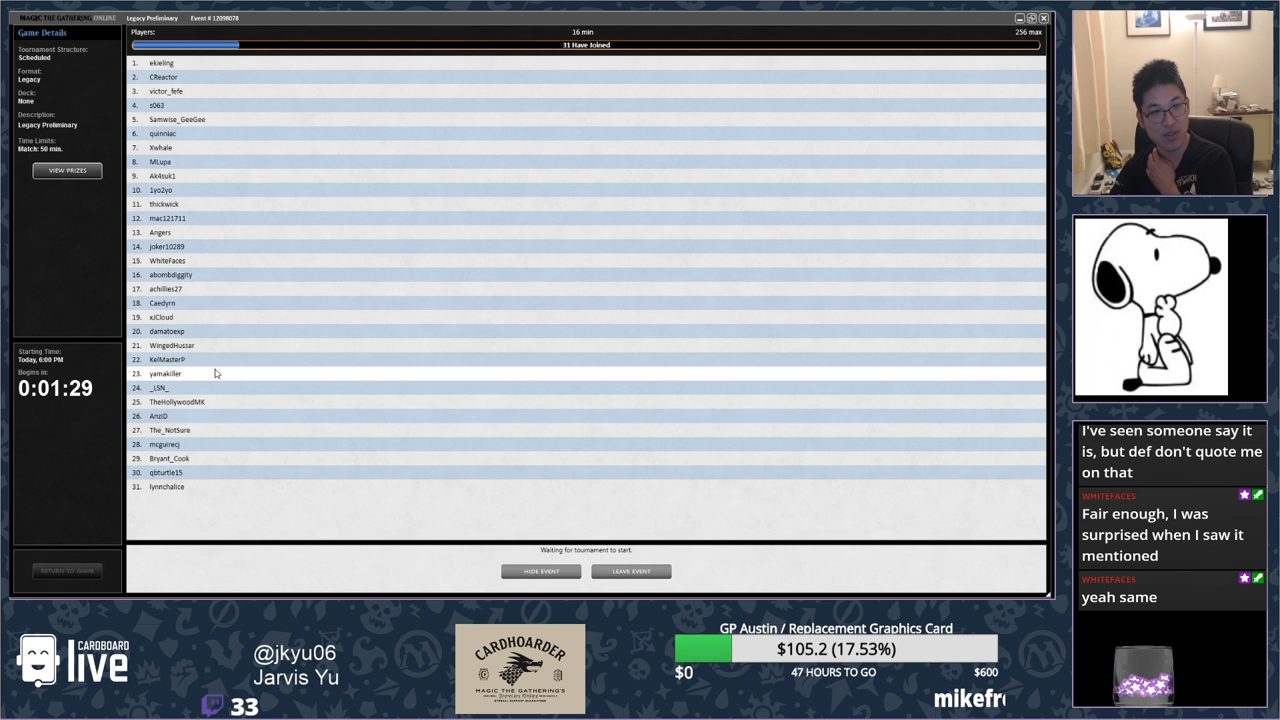 MAGIC THE GATHERING ONLINE Legacy Preliminary Event # 12098078
Game Details
Tournament Structure:
Scheduled
Format:
Legacy
Deck:
None
Description:
Legacy Preliminary
Time Limits:
Match: 50 min.
VIEW PRIZES
Starting Time:
Today, 6:00 PM
Begins in:
0:01:29
RETURN TO GAME
Players: 16 min 256 max
31 Have Joined
1. ekieling
2. CReactor
3. victor_fefe
4. s063
5. Samwise_GeeGee
6. quinniac
7. Xwhale
8. MLupa
9. Ak4suk1
10. 1yo2yo
11. thickwick
12. mac121711
13. Angers
14. joker10289
15. WhiteFaces
16. abombdiggity
17. achillies27
18. Caedyrn
19. xJCloud
20. damatoexp
21. WingedHussar
22. KelMasterP
23. yamakiller
24. _LSN_
25. TheHollywoodMK
26. AnziD
27. The_NotSure
28. mcguirecj
29. Bryant_Cook
30. qbturtle15
31. lynnchalice
Waiting for tournament to start.
HIDE EVENT LEAVE EVENT
I've seen someone say it
is, but def don't quote me
on that
WHITEFACES
Fair enough, I was
surprised when I saw it
mentioned
WHITEFACES
yeah same
CARDBOARD
live
@jkyu06
Jarvis Yu
33
CARDHOARDER
MAGIC THE GATHERING'S
GP Austin / Replacement Graphics Card
$105.2 (17.53%)
$0 47 HOURS TO GO $600
mikefr